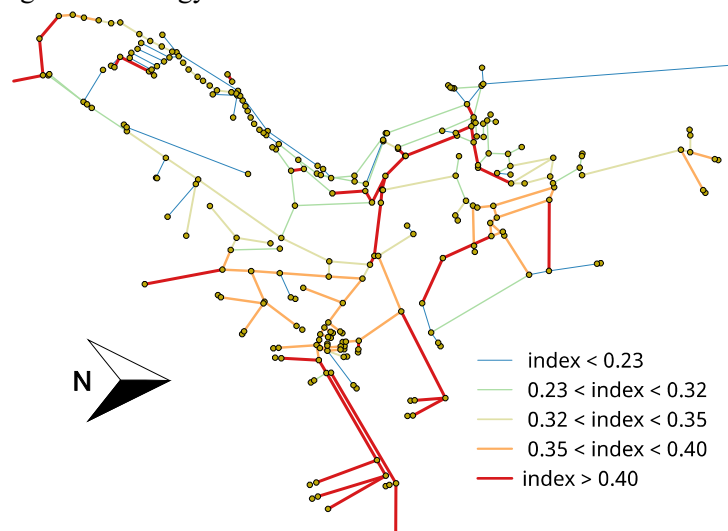 N
index < 0.23
0.23 < index < 0.32
0.32 < index < 0.35
0.35 < index < 0.40
index > 0.40